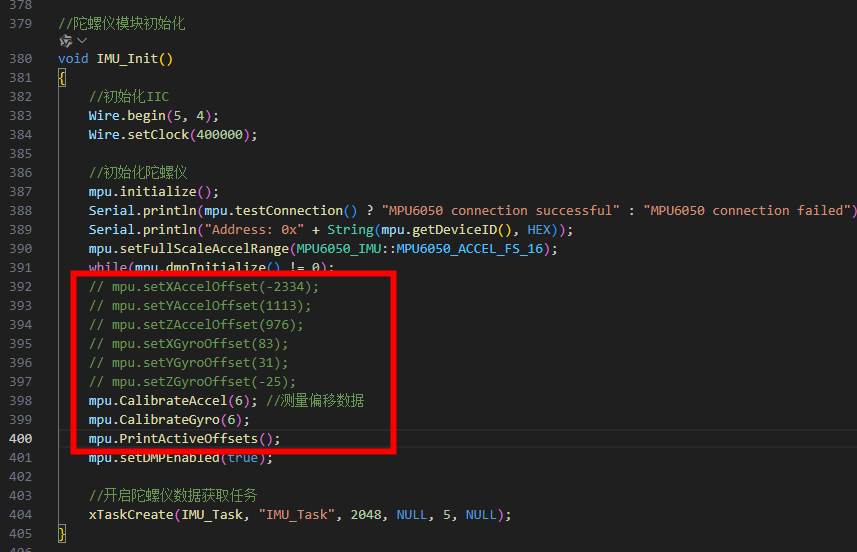 378
379 //陀螺仪模块初始化
380 void IMU_Init()
381 {
382 //初始化IIC
383 Wire.begin(5, 4);
384 Wire.setClock(400000);
385
386 //初始化陀螺仪
387 mpu.initialize();
388 Serial.println(mpu.testConnection() ? "MPU6050 connection successful" : "MPU6050 connection failed")
389 Serial.println("Address: 0x" + String(mpu.getDeviceID(), HEX));
390 mpu.setFullScaleAccelRange(MPU6050_IMU::MPU6050_ACCEL_FS_16);
391 while(mpu.dmpInitialize() != 0);
392 // mpu.setXAccelOffset(-2334);
393 // mpu.setYAccelOffset(1113);
394 // mpu.setZAccelOffset(976);
395 // mpu.setXGyroOffset(83);
396 // mpu.setYGyroOffset(31);
397 // mpu.setZGyroOffset(-25);
398 mpu.CalibrateAccel(6); //测量偏移数据
399 mpu.CalibrateGyro(6);
400 mpu.PrintActiveOffsets();
401 mpu.setDMPEnabled(true);
402
403 //开启陀螺仪数据获取任务
404 xTaskCreate(IMU_Task, "IMU_Task", 2048, NULL, 5, NULL);
405 }
406